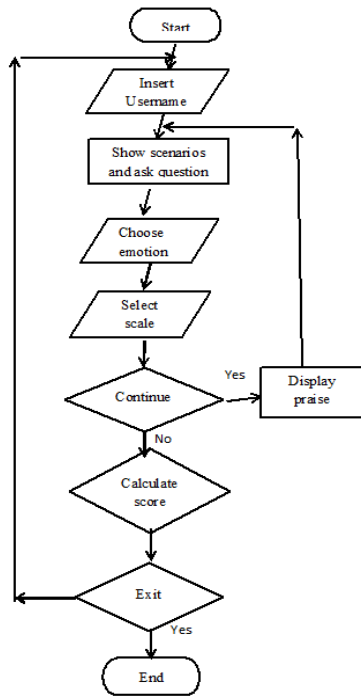 Start
Insert
Username
Show scenarios
and ask question
Choose
emotion
Select
scale
Continue
Yes
Display
praise
No
Calculate
score
Exit
Yes
End